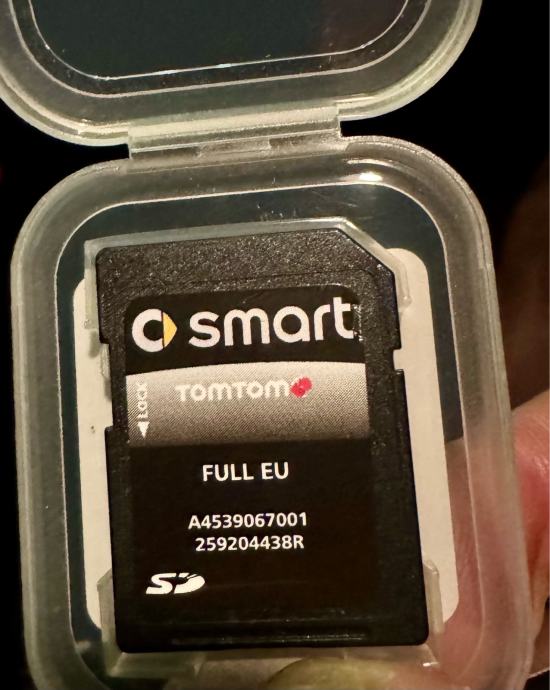 smart
TOMTOM
LOCK
FULL EU
A4539067001
259204438R
SD